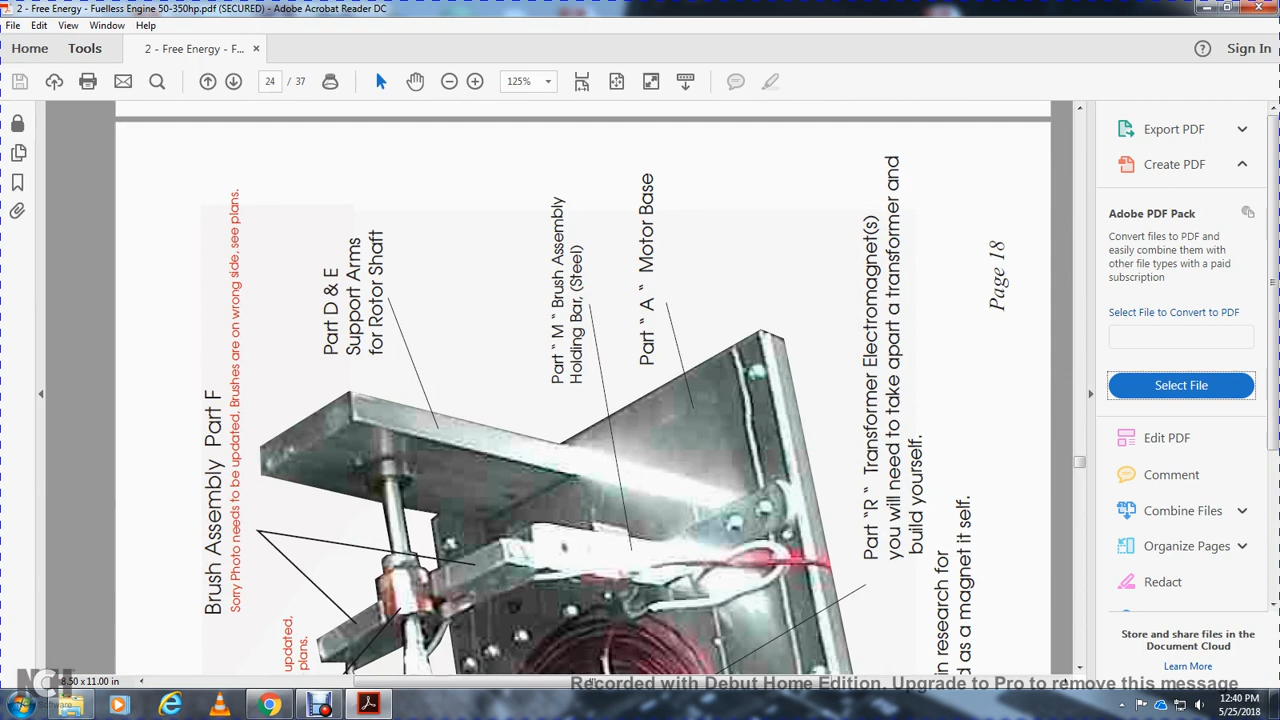 2 - Free Energy - Fuelless Engine 50-350hp.pdf (SECURED) - Adobe Acrobat Reader DC
File Edit View Window Help
Home Tools 2 - Free Energy - F... × Sign In
24 / 37 125%
Brush Assembly Part F
Sorry Photo needs to be updated, Brushes are on wrong side, see plans.
updated,
plans.
Part D & E
Support Arms
for Rotor Shaft
Part " M " Brush Assembly
Holding Bar, (Steel)
Part " A " Motor Base
Part "R" Transformer Electromagnet(s)
you will need to take apart a transformer and
build yourself.
in research for
d as a magnet it self.
Page 18
8.50 x 11.00 in
Export PDF
Create PDF
Adobe PDF Pack
Convert files to PDF and
easily combine them with
other file types with a paid
subscription
Select File to Convert to PDF
Select File
Edit PDF
Comment
Combine Files
Organize Pages
Redact
Store and share files in the
Document Cloud
Learn More
NCH
Software
Recorded with Debut Home Edition. Upgrade to Pro to remove this message
12:40 PM
5/25/2018